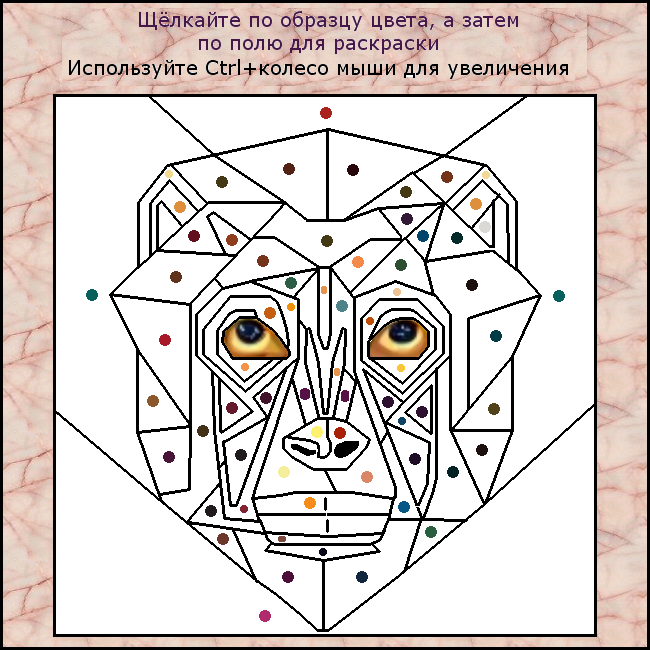 Щёлкайте по образцу цвета, а затем
по полю для раскраски
Используйте Ctrl+колесо мыши для увеличения